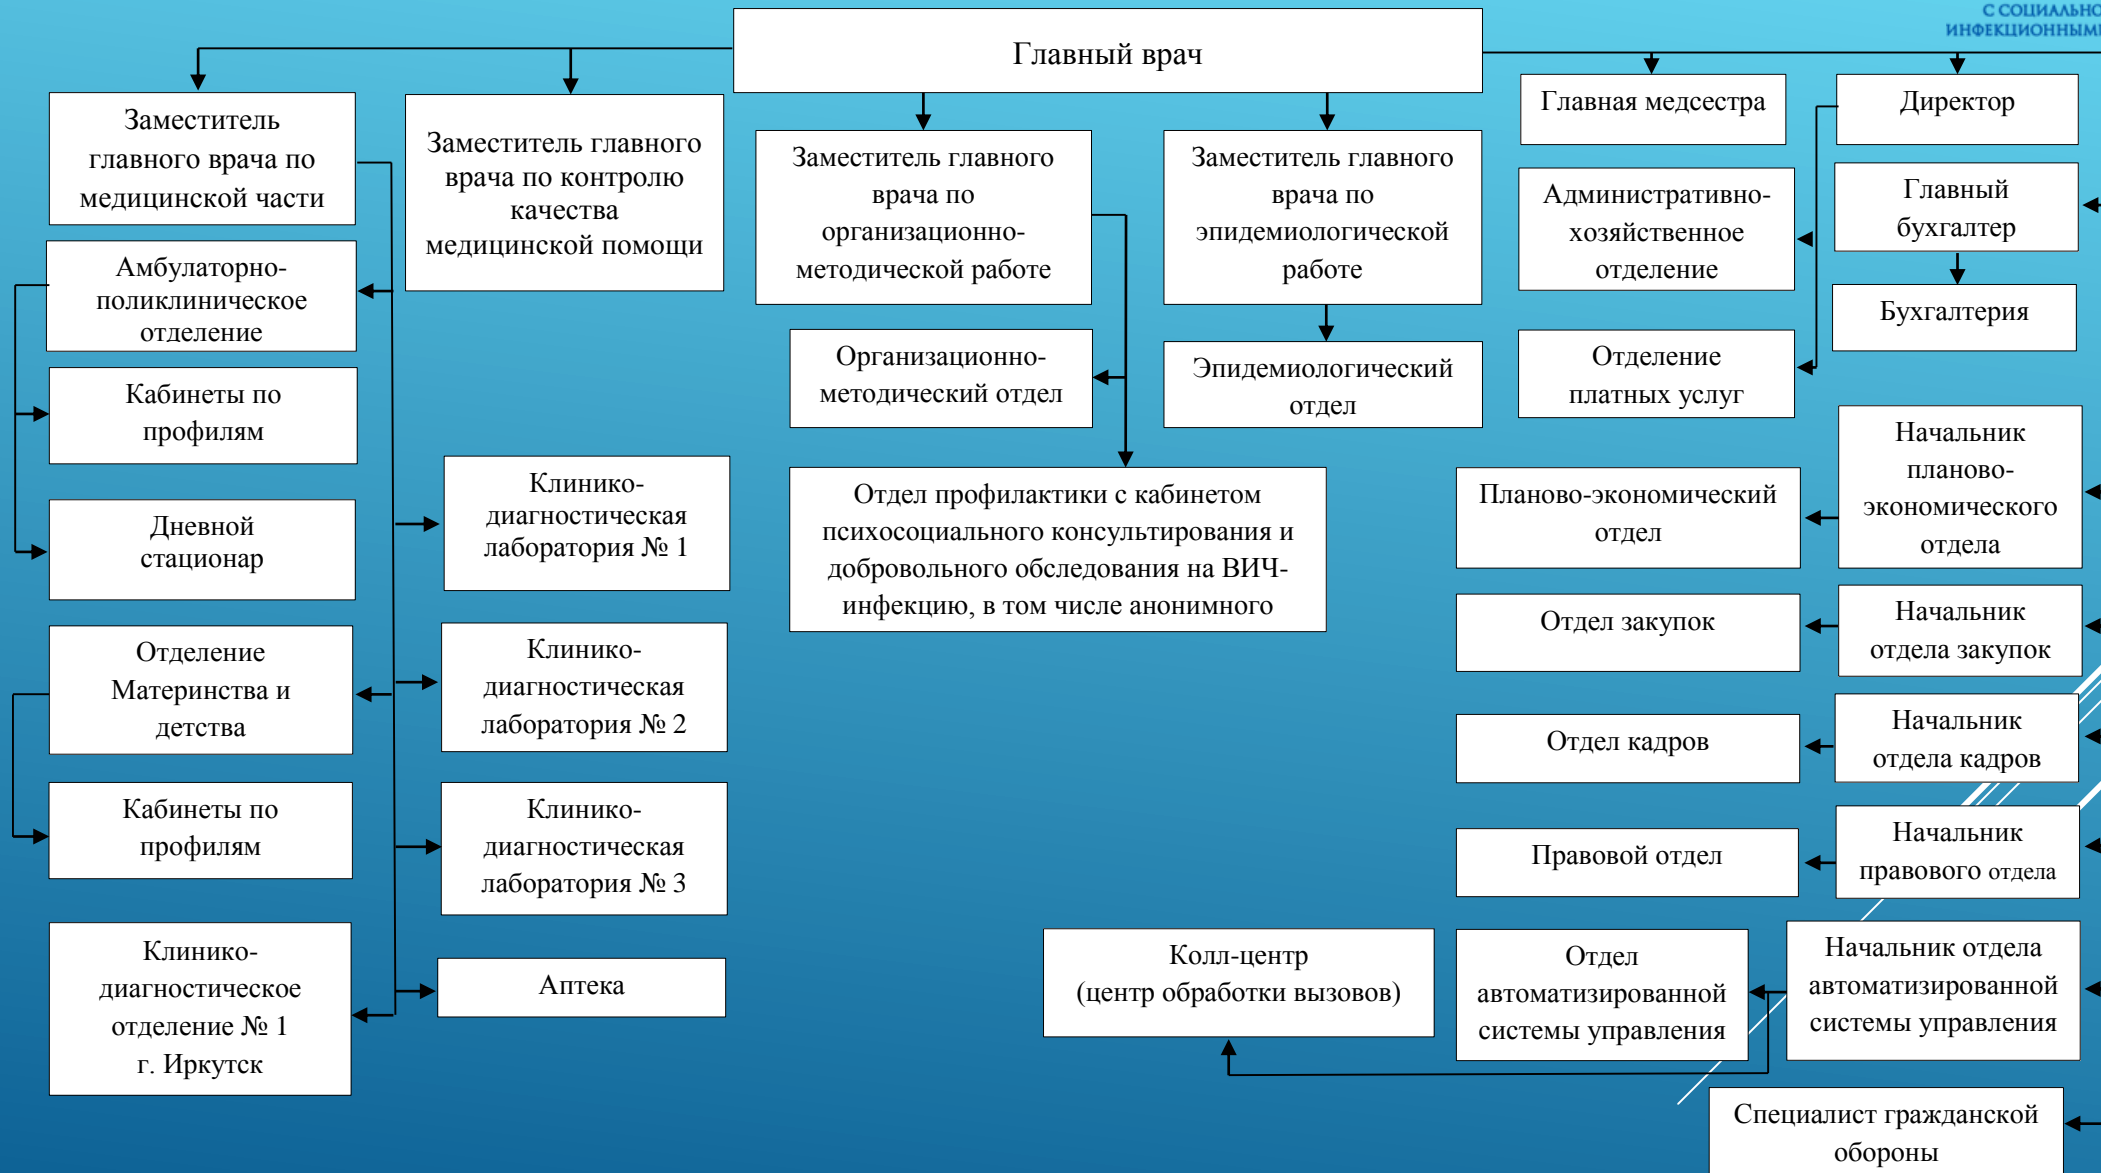 С СОЦИАЛЬНО
ИНФЕКЦИОННЫМИ
Главный врач
Заместитель
главного врача по
медицинской части
Заместитель главного
врача по контролю
качества
медицинской помощи
Заместитель главного
врача по
организационно-
методической работе
Заместитель главного
врача по
эпидемиологической
работе
Главная медсестра
Директор
Административно-
хозяйственное
отделение
Главный
бухгалтер
Бухгалтерия
Амбулаторно-
поликлиническое
отделение
Организационно-
методический отдел
Эпидемиологический
отдел
Отделение
платных услуг
Кабинеты по
профилям
Дневной
стационар
Клинико-
диагностическая
лаборатория № 1
Отдел профилактики с кабинетом
психосоциального консультирования и
добровольного обследования на ВИЧ-
инфекцию, в том числе анонимного
Планово-экономический
отдел
Начальник
планово-
экономического
отдела
Отдел закупок
Начальник
отдела закупок
Отделение
Материнства и
детства
Клинико-
диагностическая
лаборатория № 2
Отдел кадров
Начальник
отдела кадров
Кабинеты по
профилям
Клинико-
диагностическая
лаборатория № 3
Правовой отдел
Начальник
правового отдела
Клинико-
диагностическое
отделение № 1
г. Иркутск
Аптека
Колл-центр
(центр обработки вызовов)
Отдел
автоматизированной
системы управления
Начальник отдела
автоматизированной
системы управления
Специалист гражданской
обороны